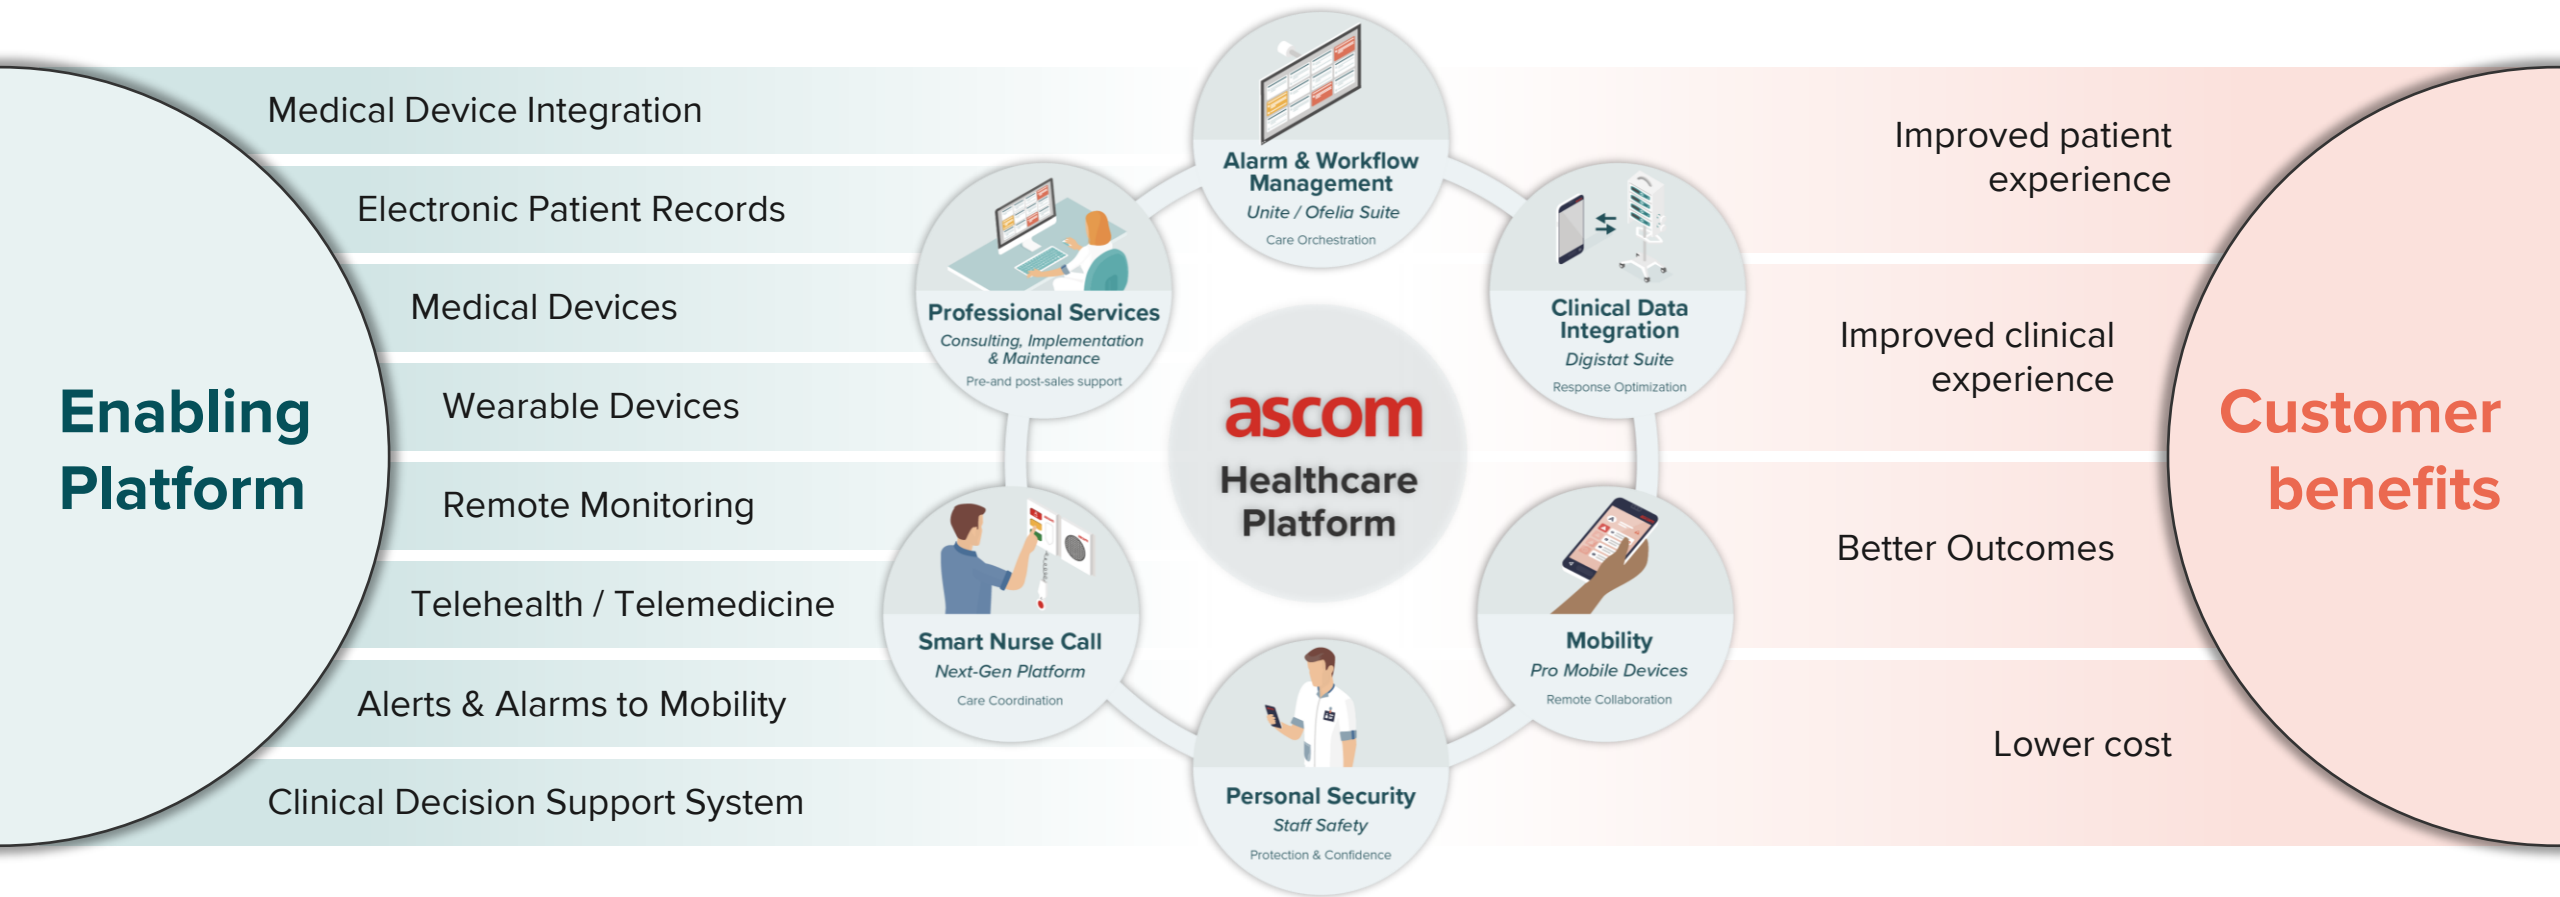 Enabling
Platform
Medical Device Integration
Electronic Patient Records
Medical Devices
Wearable Devices
Remote Monitoring
Telehealth / Telemedicine
Alerts & Alarms to Mobility
Clinical Decision Support System
Alarm & Workflow
Management
Unite / Ofelia Suite
Care Orchestration
Professional Services
Consulting, Implementation
& Maintenance
Pre-and post-sales support
Clinical Data
Integration
Digistat Suite
Response Optimization
ascom
Healthcare
Platform
Smart Nurse Call
Next-Gen Platform
Care Coordination
Mobility
Pro Mobile Devices
Remote Collaboration
Personal Security
Staff Safety
Protection & Confidence
Improved patient
experience
Improved clinical
experience
Better Outcomes
Lower cost
Customer
benefits